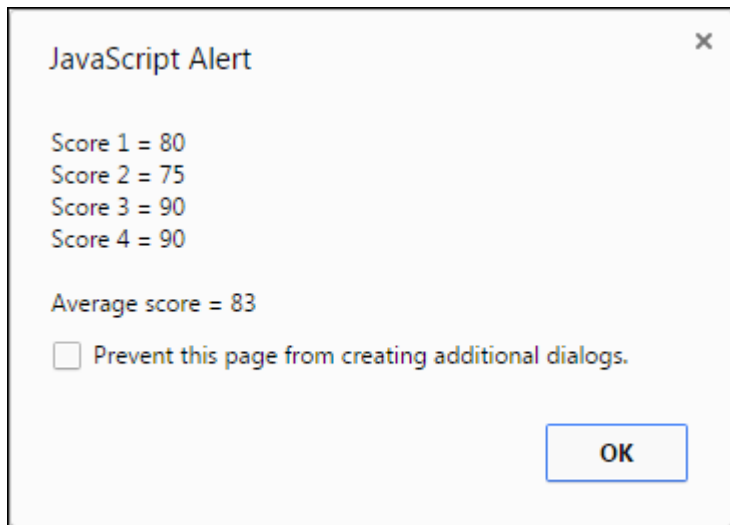 JavaScript Alert
Score 1 = 80
Score 2 = 75
Score 3 = 90
Score 4 = 90
Average score = 83
Prevent this page from creating additional dialogs.
OK